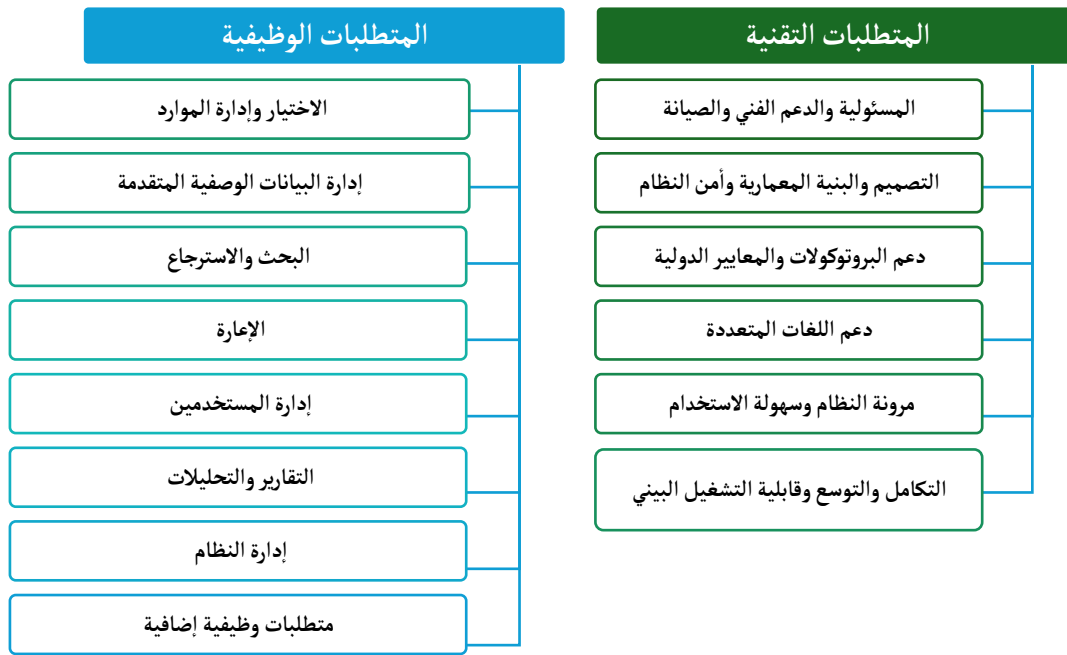 المتطلبات التقنية
المسئولية والدعم الفني والصيانة
التصميم والبنية المعمارية وأمن النظام
دعم البروتوكولات والمعايير الدولية
دعم اللغات المتعددة
مرونة النظام وسهولة الاستخدام
التكامل والتوسع وقابلية التشغيل البيني
المتطلبات الوظيفية
الاختيار وإدارة الموارد
إدارة البيانات الوصفية المتقدمة
البحث والاسترجاع
الإعارة
إدارة المستخدمين
التقارير والتحليلات
إدارة النظام
متطلبات وظيفية إضافية